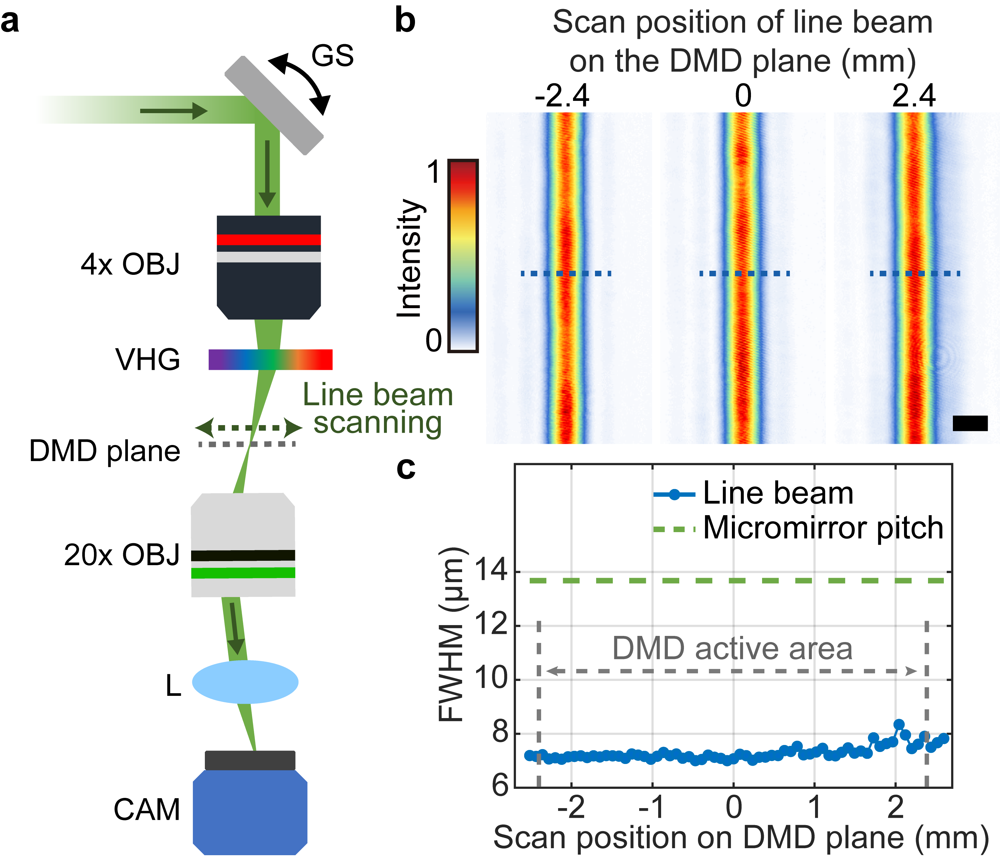 a
GS
4x OBJ
VHG
Line beam
scanning
DMD plane
20x OBJ
L
CAM
b
Scan position of line beam
on the DMD plane (mm)
-2.4 0 2.4
Intensity
1
0
c
Line beam
Micromirror pitch
FWHM (μm)
14
12
DMD active area
10
8
6
-2 -1 0 1 2
Scan position on DMD plane (mm)